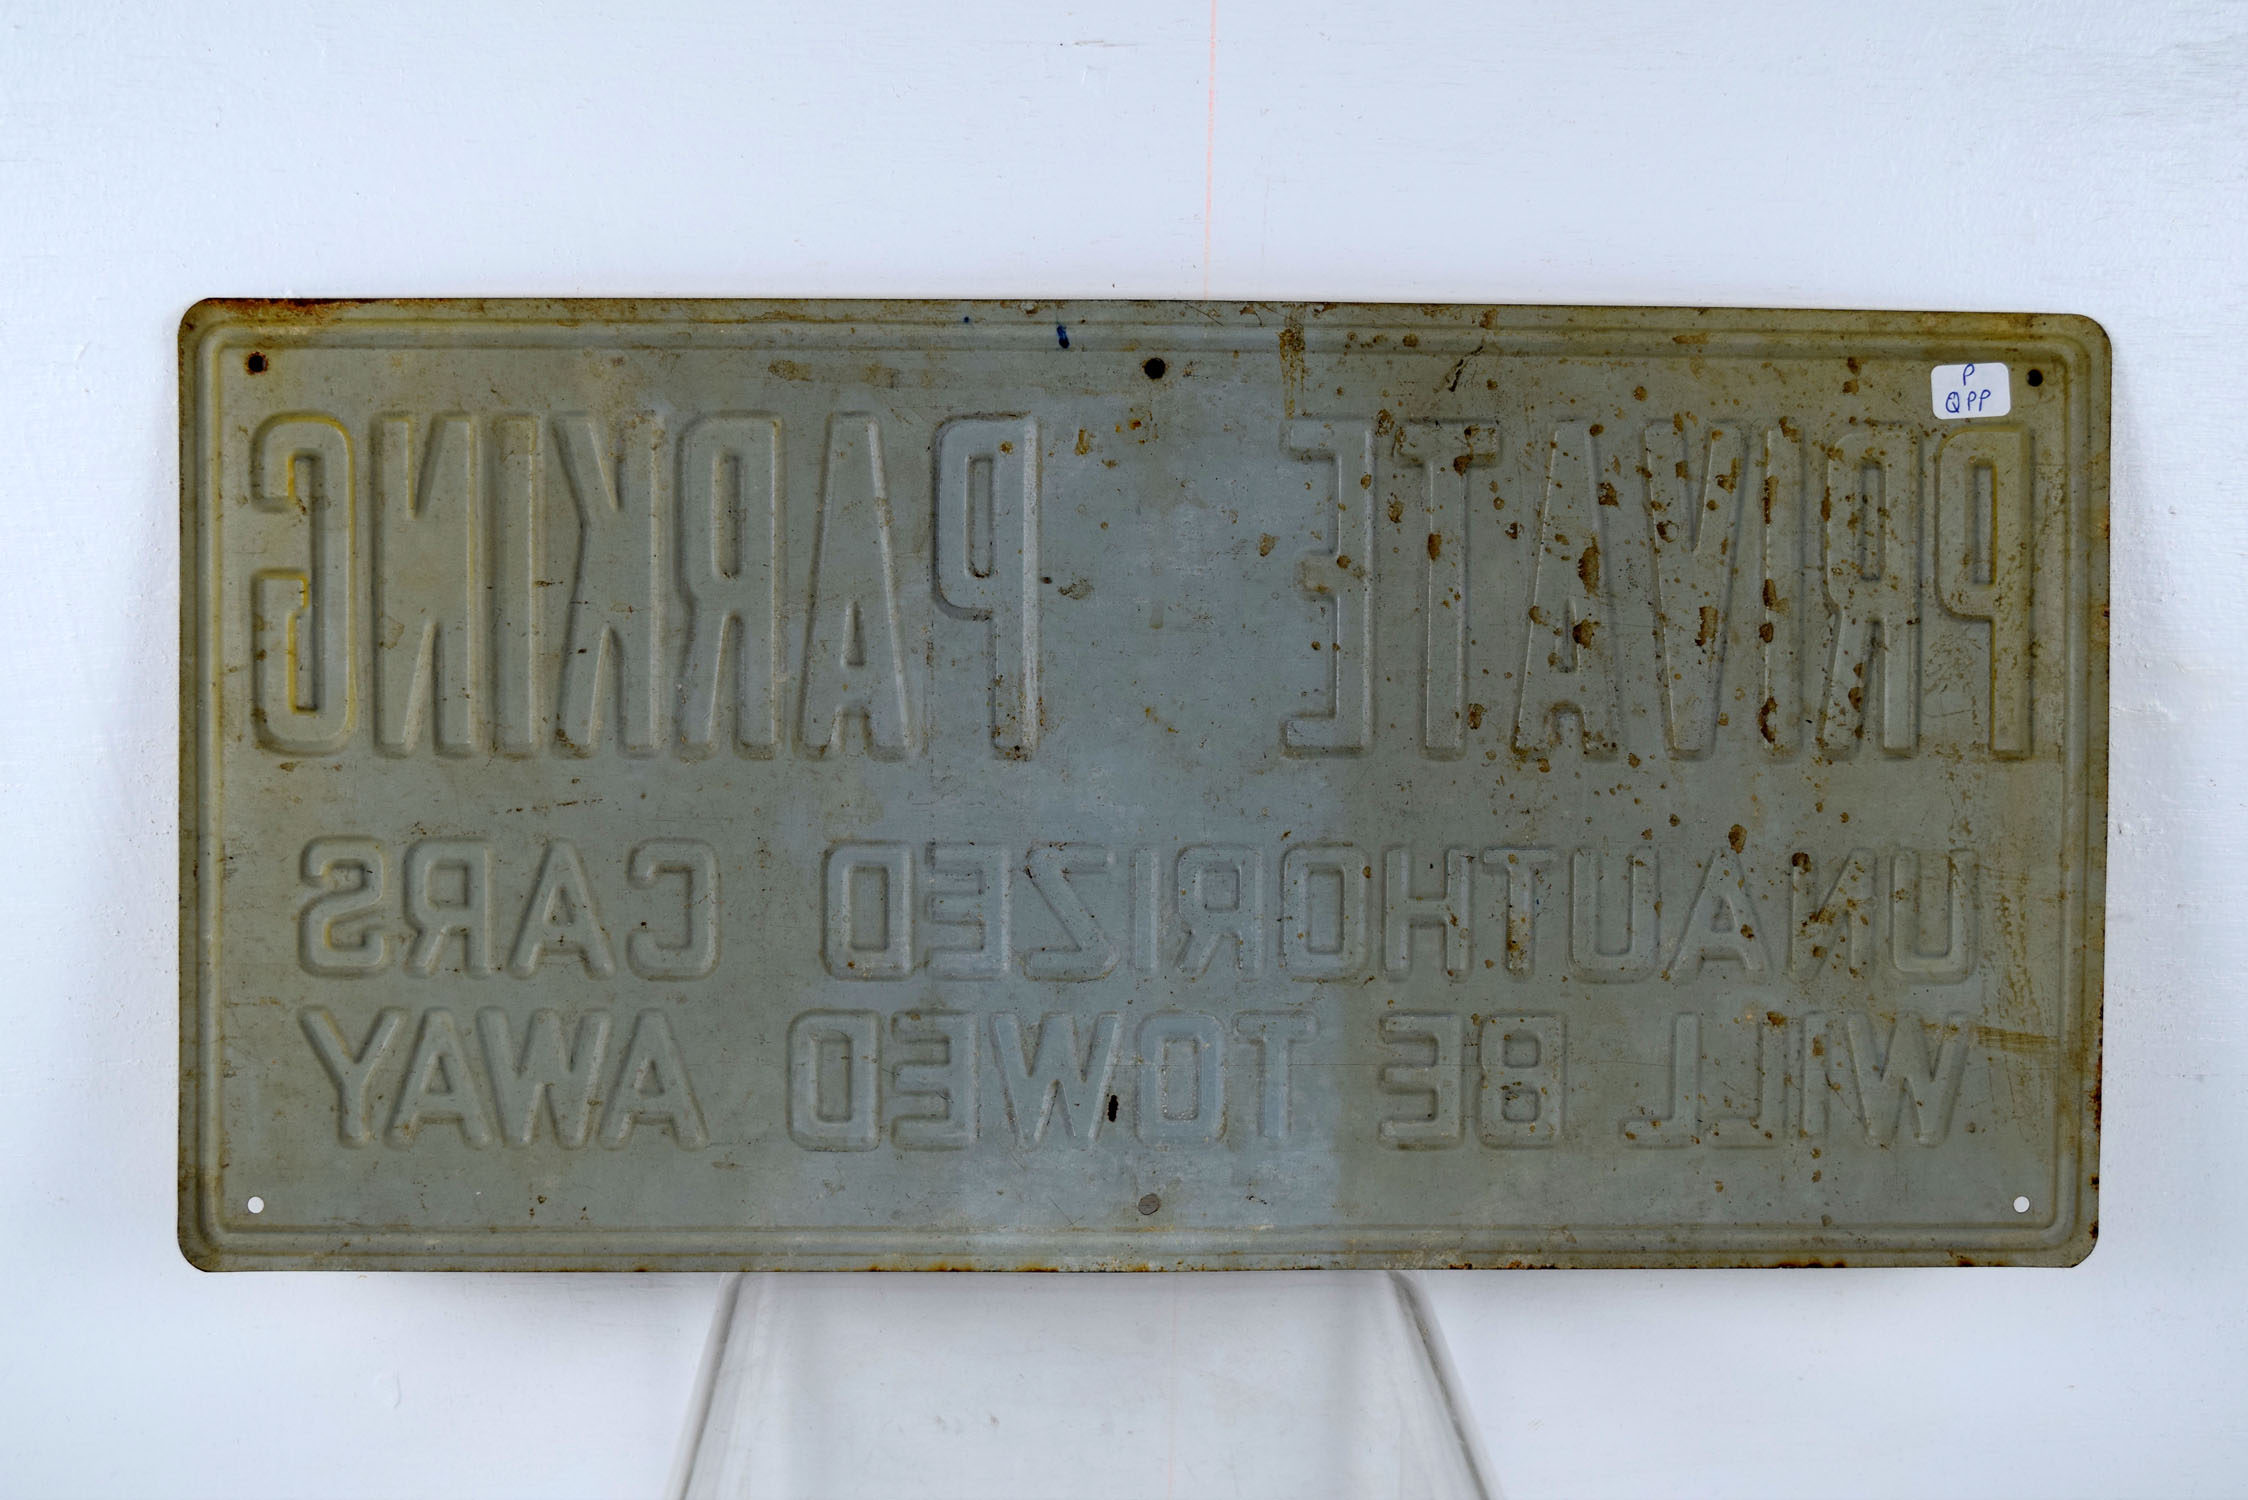 P
QPP
PRIVATE PARKING
UNAUTHORIZED CARS
WILL BE TOWED AWAY